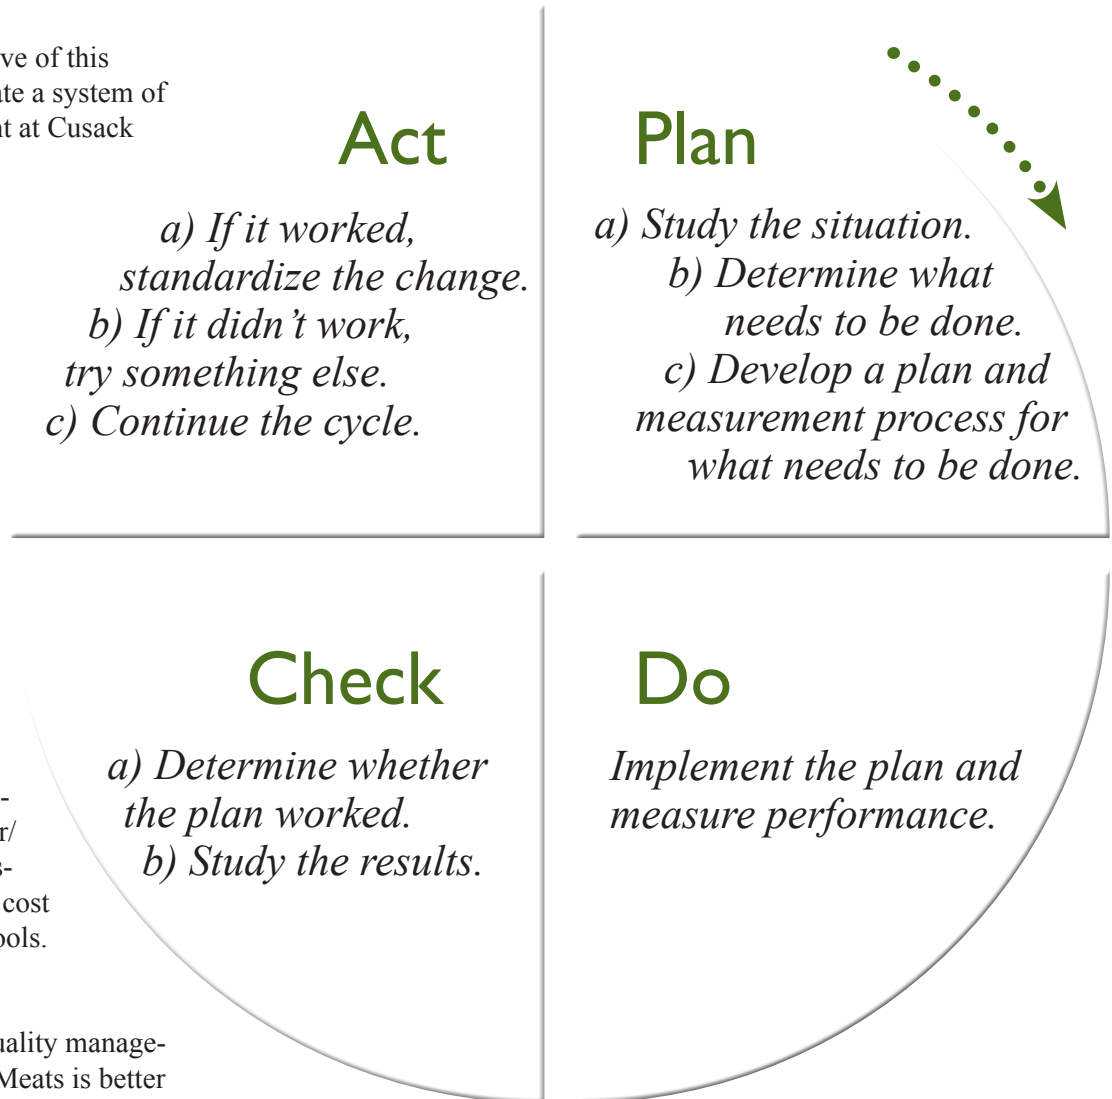 ve of this
ate a system of
nt at Cusack
Act
a) If it worked,
standardize the change.
b) If it didn’t work,
try something else.
c) Continue the cycle.
Plan
a) Study the situation.
b) Determine what
needs to be done.
c) Develop a plan and
measurement process for
what needs to be done.
Check
a) Determine whether
the plan worked.
b) Study the results.
Do
Implement the plan and
measure performance.
-
r/
s-
cost
ools.
uality manage-
Meats is better